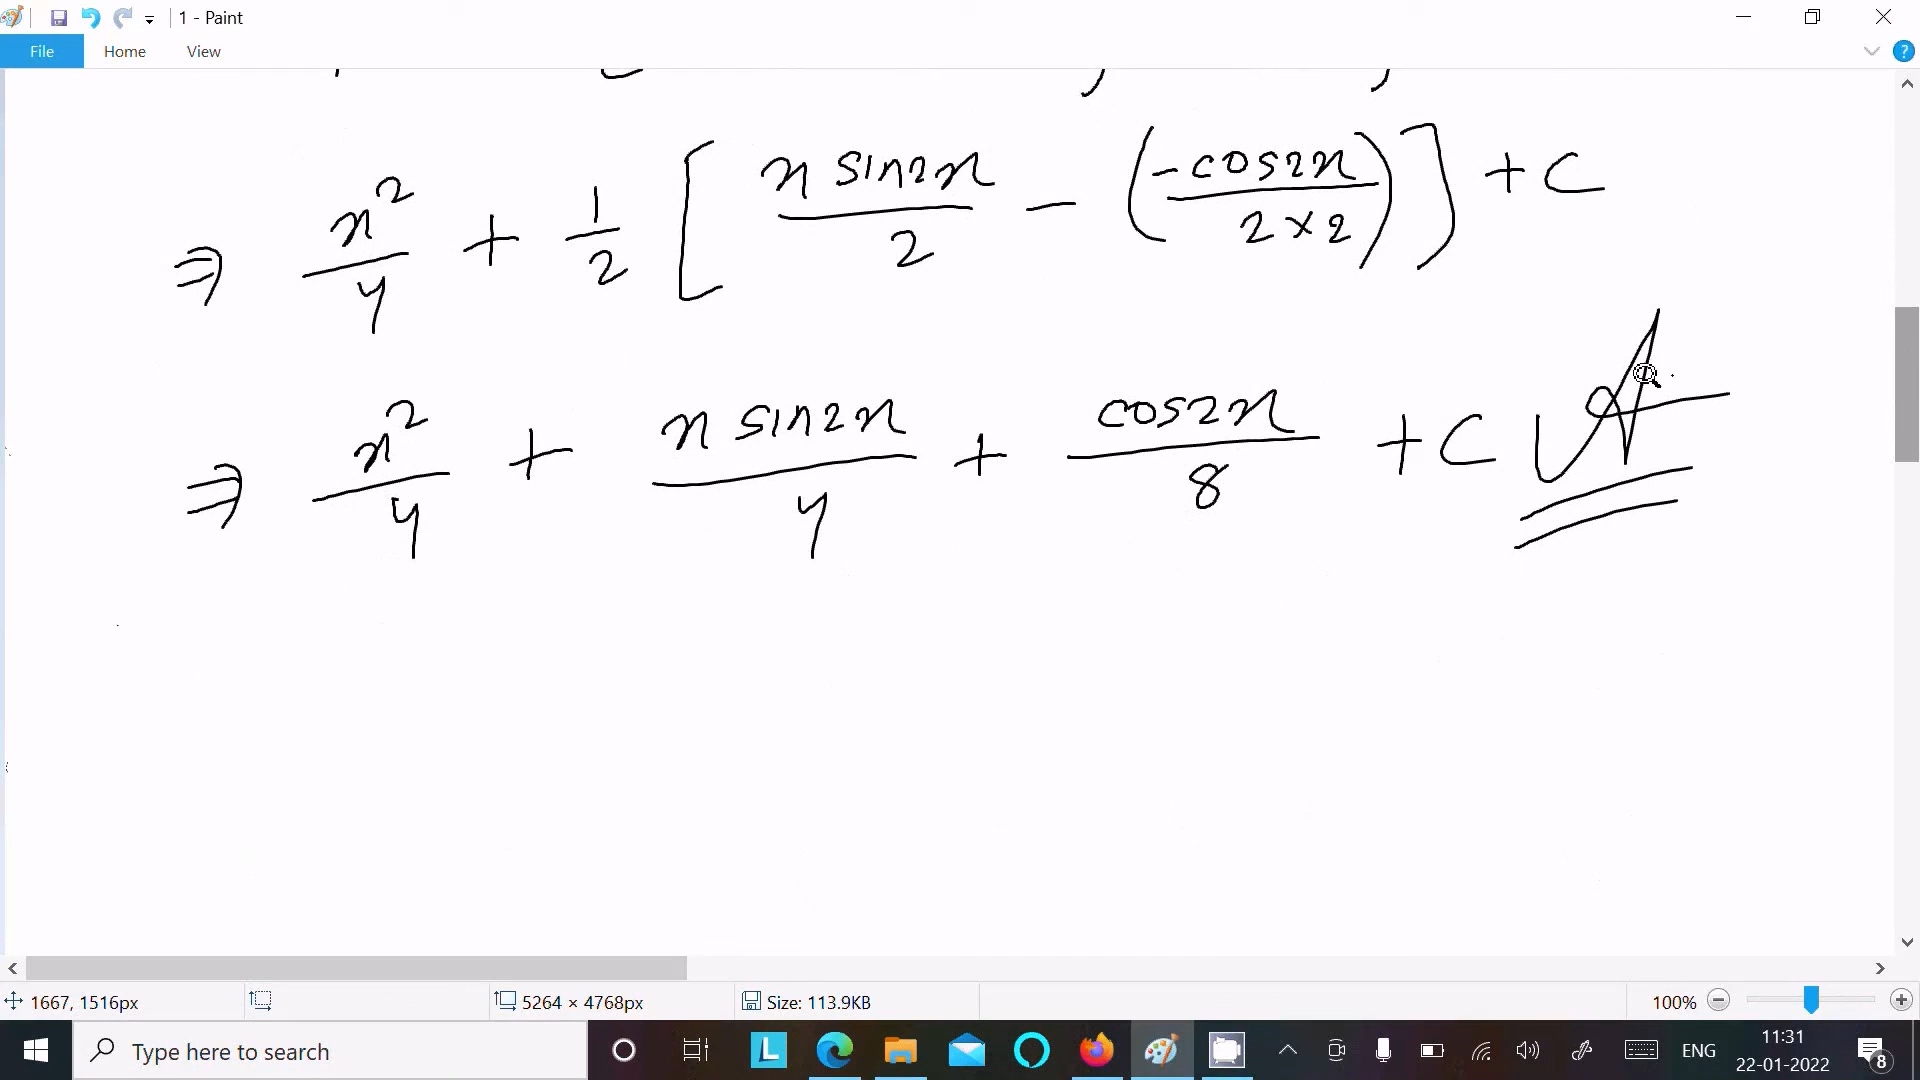 1 - Paint
File Home View
⇒ x²/4 + 1/2 [ x sin2x/2 - (-cos2x/2×2) ] + C
⇒ x²/4 + x sin2x/4 + cos2x/8 + C
1667, 1516px 5264 × 4768px Size: 113.9KB 100%
Type here to search L ENG 11:31
22-01-2022 8